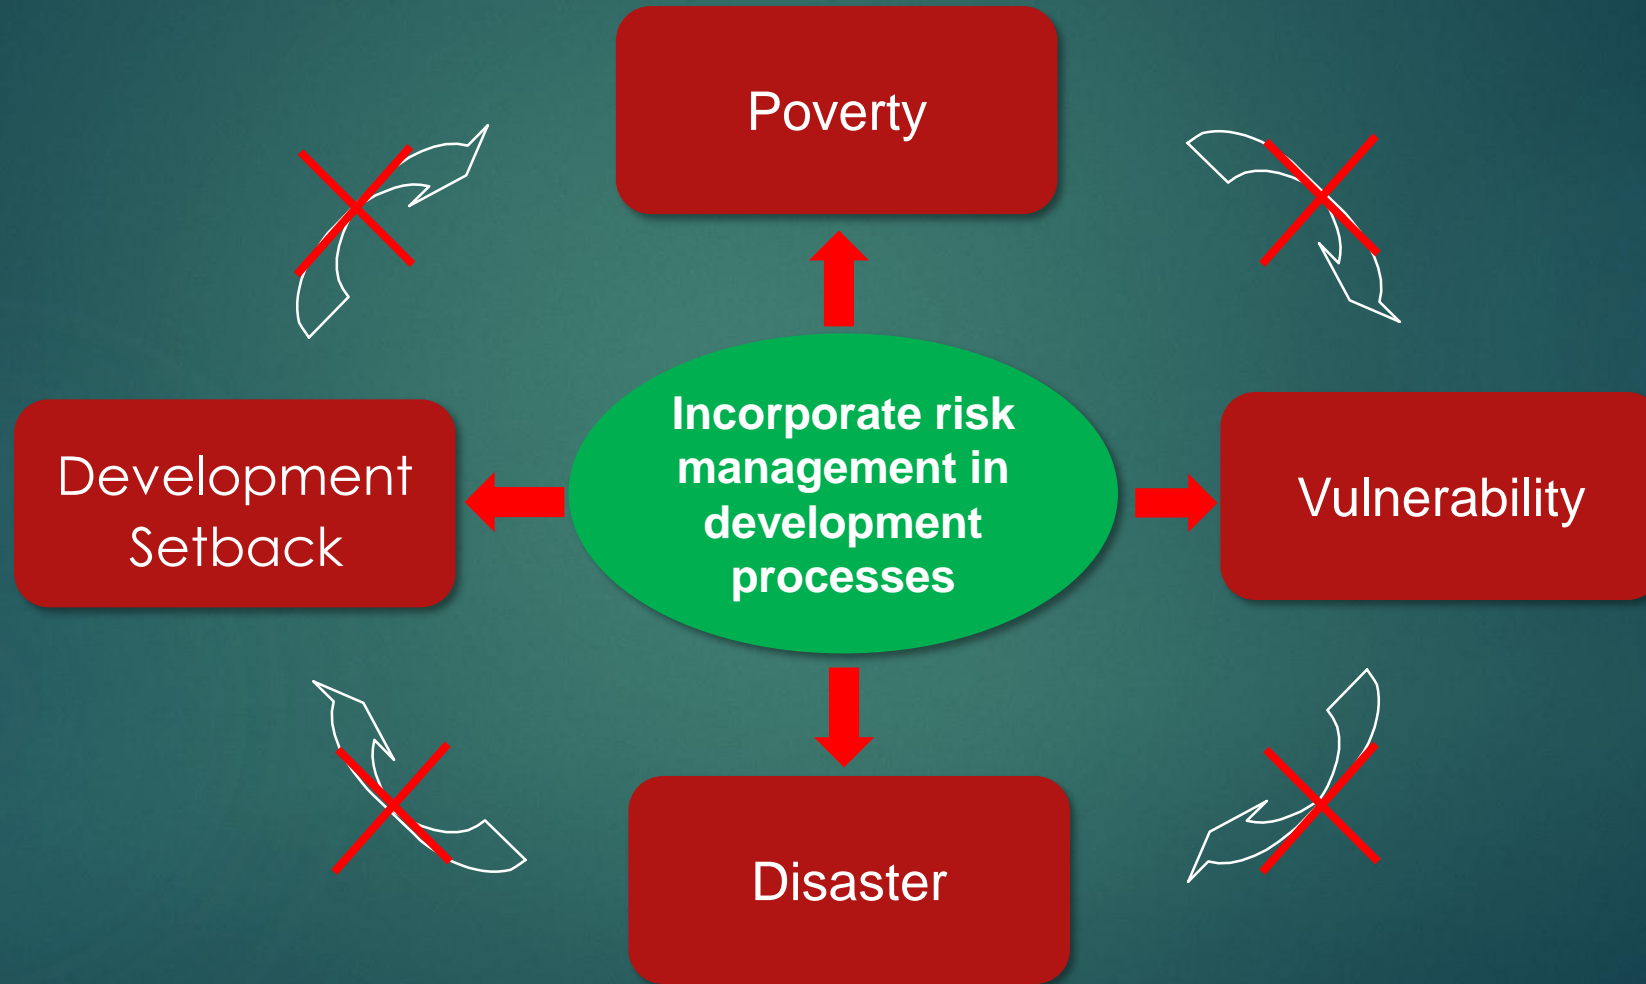 Poverty
Incorporate risk
management in
development
processes
Development
Setback
Vulnerability
Disaster